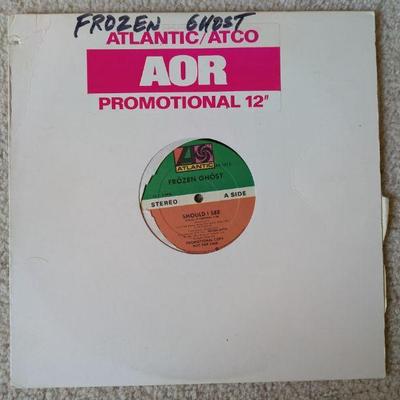 FROZEN GHOST
ATLANTIC/ATCO
AOR
PROMOTIONAL 12"
ATLANTIC
FROZEN GHOST
STEREO
A SIDE
SHOULD I SEE
PROMOTIONAL COPY
NOT FOR SALE